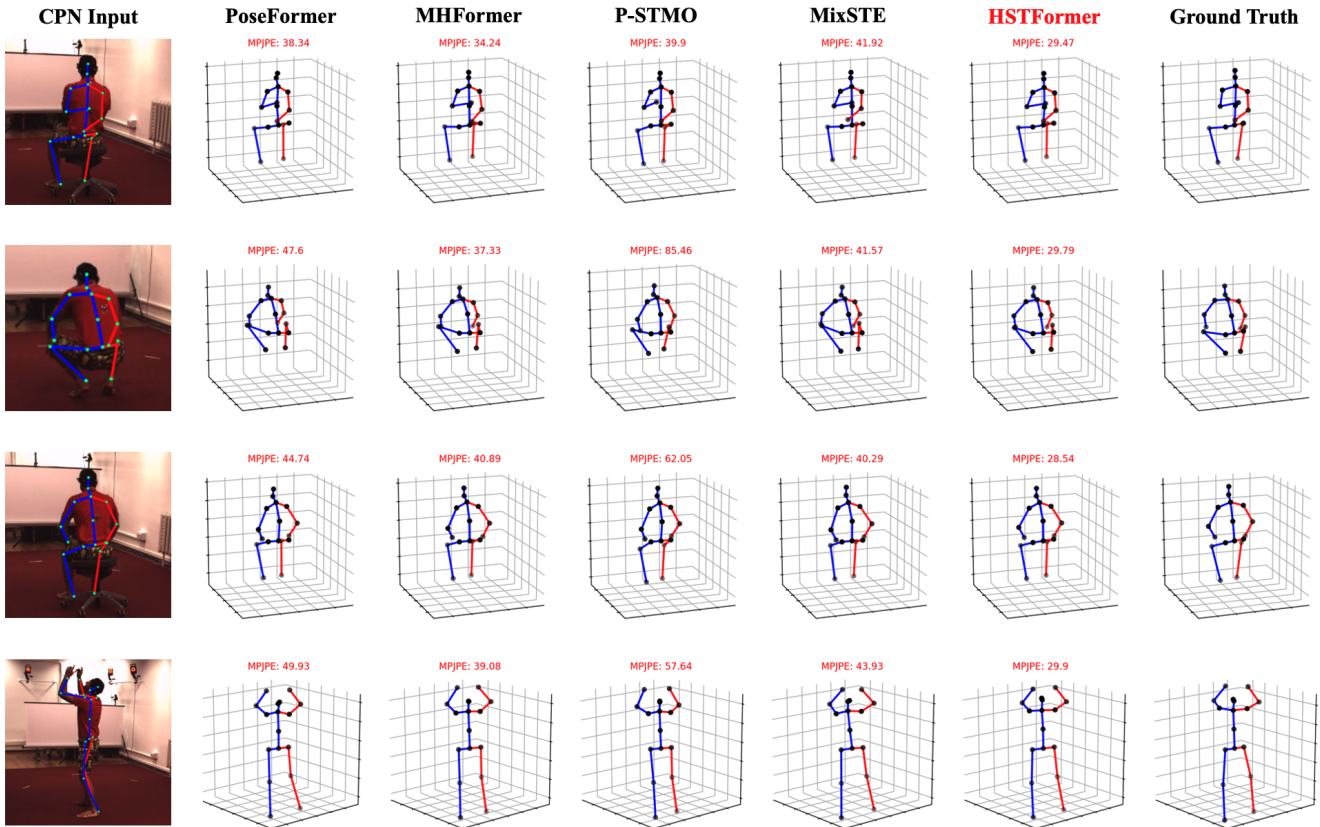 CPN Input PoseFormer MHFormer P-STMO MixSTE HSTFormer Ground Truth
MPJPE: 38.34 MPJPE: 34.24 MPJPE: 39.9 MPJPE: 41.92 MPJPE: 29.47
MPJPE: 47.6 MPJPE: 37.33 MPJPE: 85.46 MPJPE: 41.57 MPJPE: 29.79
MPJPE: 44.74 MPJPE: 40.89 MPJPE: 62.05 MPJPE: 40.29 MPJPE: 28.54
MPJPE: 49.93 MPJPE: 39.08 MPJPE: 57.64 MPJPE: 43.93 MPJPE: 29.9